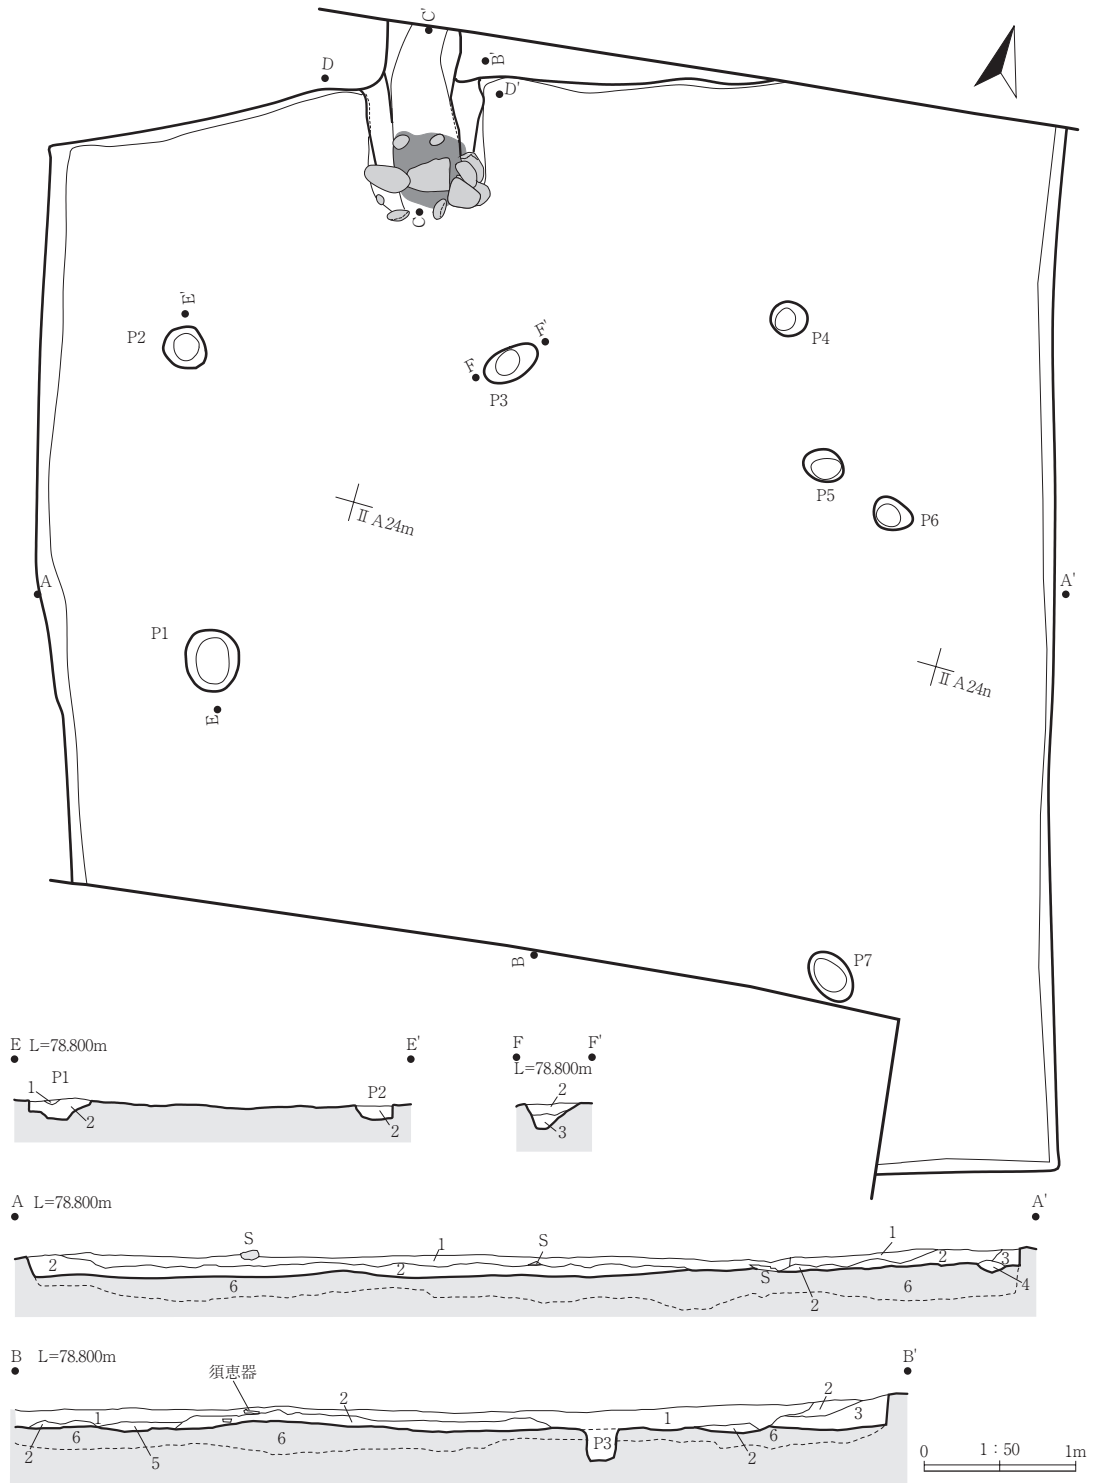 C'
B'
D
D'
C
E'
P2
F'
F
P3
P4
P5
P6
ⅡA24m
A
A'
P1
ⅡA24n
E
B
P7
E L=78.800m E'
1 P1 P2
2 2
F F'
L=78.800m
2
3
A L=78.800m A'
S 1 S 1
2 2 2 3
6 S 6 4
2
B L=78.800m B'
須恵器
2 2
1 1 3
2 6 6 P3 6
5 2
0 1:50 1m